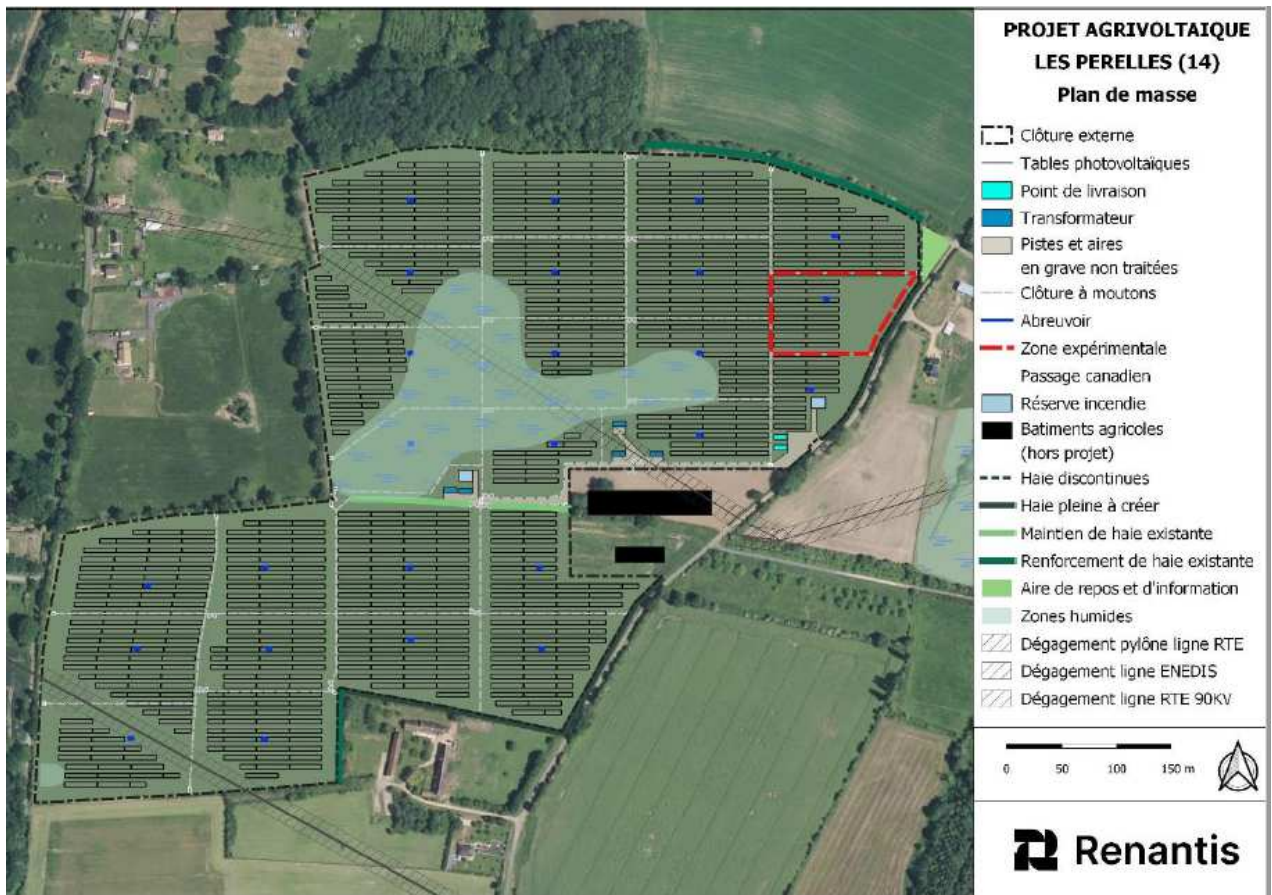 PROJET AGRIVOLTAIQUE
LES PERELLES (14)
Plan de masse
Clôture externe
Tables photovoltaïques
Point de livraison
Transformateur
Pistes et aires
en grave non traitées
Clôture à moutons
Abreuvoir
Zone expérimentale
Passage canadien
Réserve incendie
Batiments agricoles
(hors projet)
Haie discontinues
Haie pleine à créer
Maintien de haie existante
Renforcement de haie existante
Aire de repos et d'information
Zones humides
Dégagement pylône ligne RTE
Dégagement ligne ENEDIS
Dégagement ligne RTE 90KV
0 50 100 150 m
Renantis